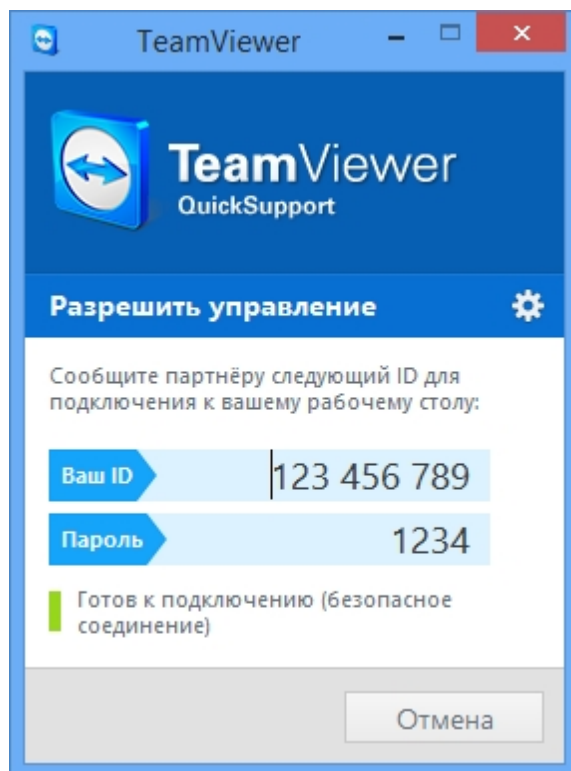 TeamViewer
TeamViewer
QuickSupport
Разрешить управление
Сообщите партнёру следующий ID для
подключения к вашему рабочему столу:
Ваш ID 123 456 789
Пароль 1234
Готов к подключению (безопасное
соединение)
Отмена